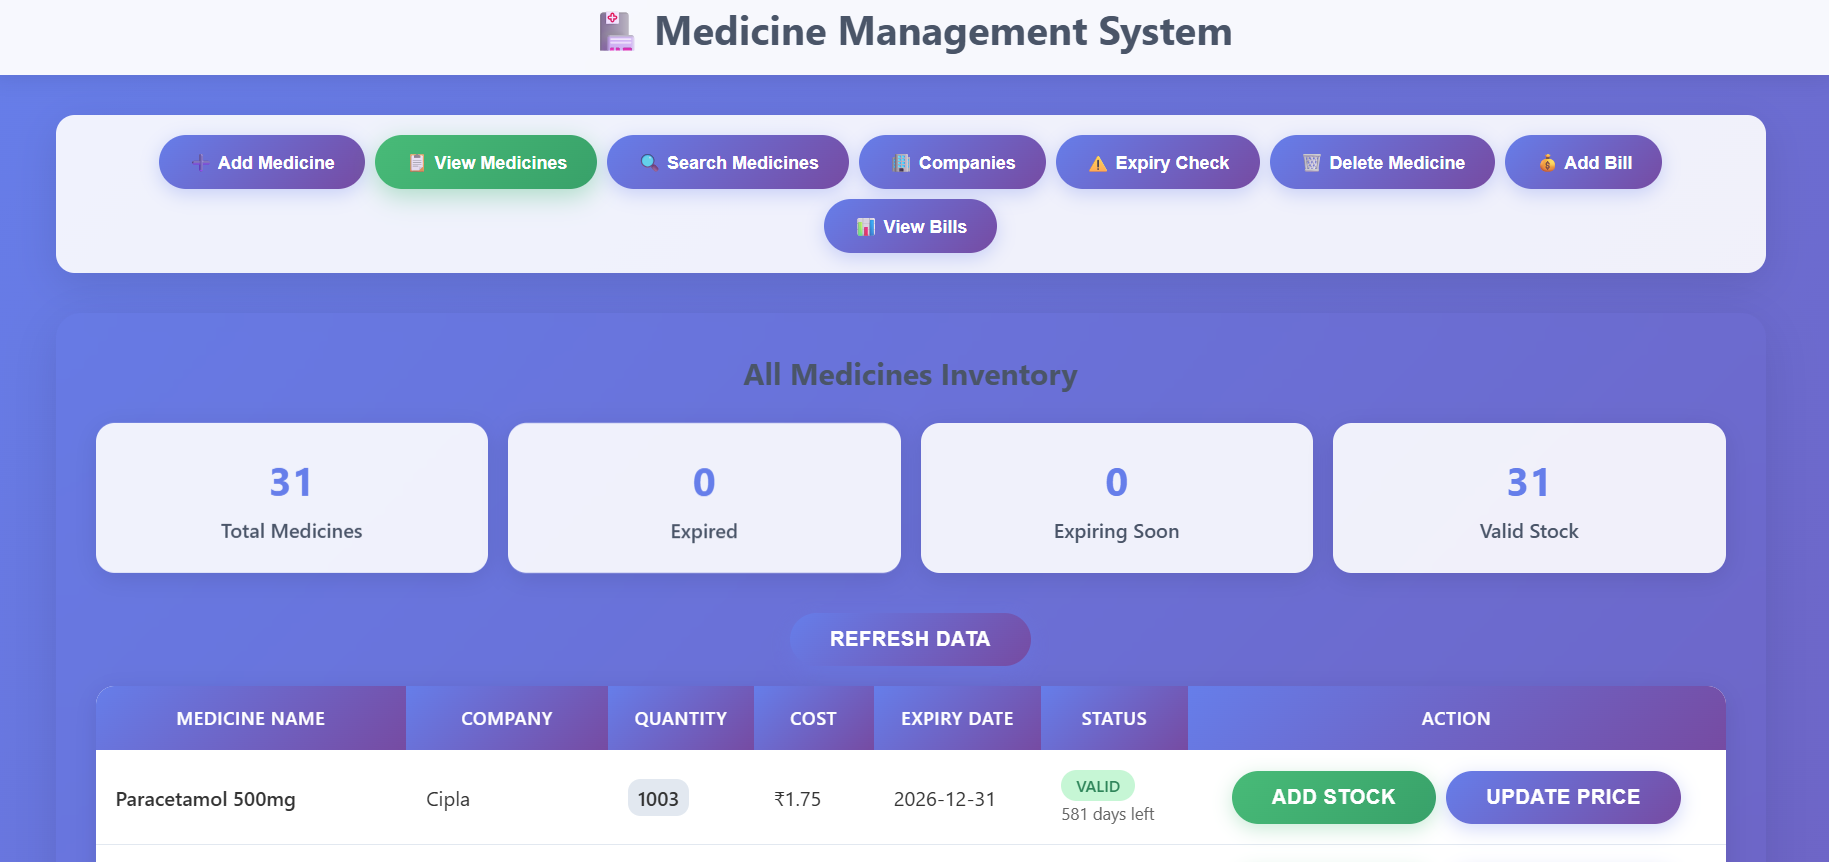 Medicine Management System
Add Medicine
View Medicines
Search Medicines
Companies
Expiry Check
Delete Medicine
Add Bill
View Bills
All Medicines Inventory
31
Total Medicines
0
Expired
0
Expiring Soon
31
Valid Stock
REFRESH DATA
MEDICINE NAME COMPANY QUANTITY COST EXPIRY DATE STATUS ACTION
Paracetamol 500mg Cipla 1003 ₹1.75 2026-12-31 VALID ADD STOCK UPDATE PRICE
581 days left